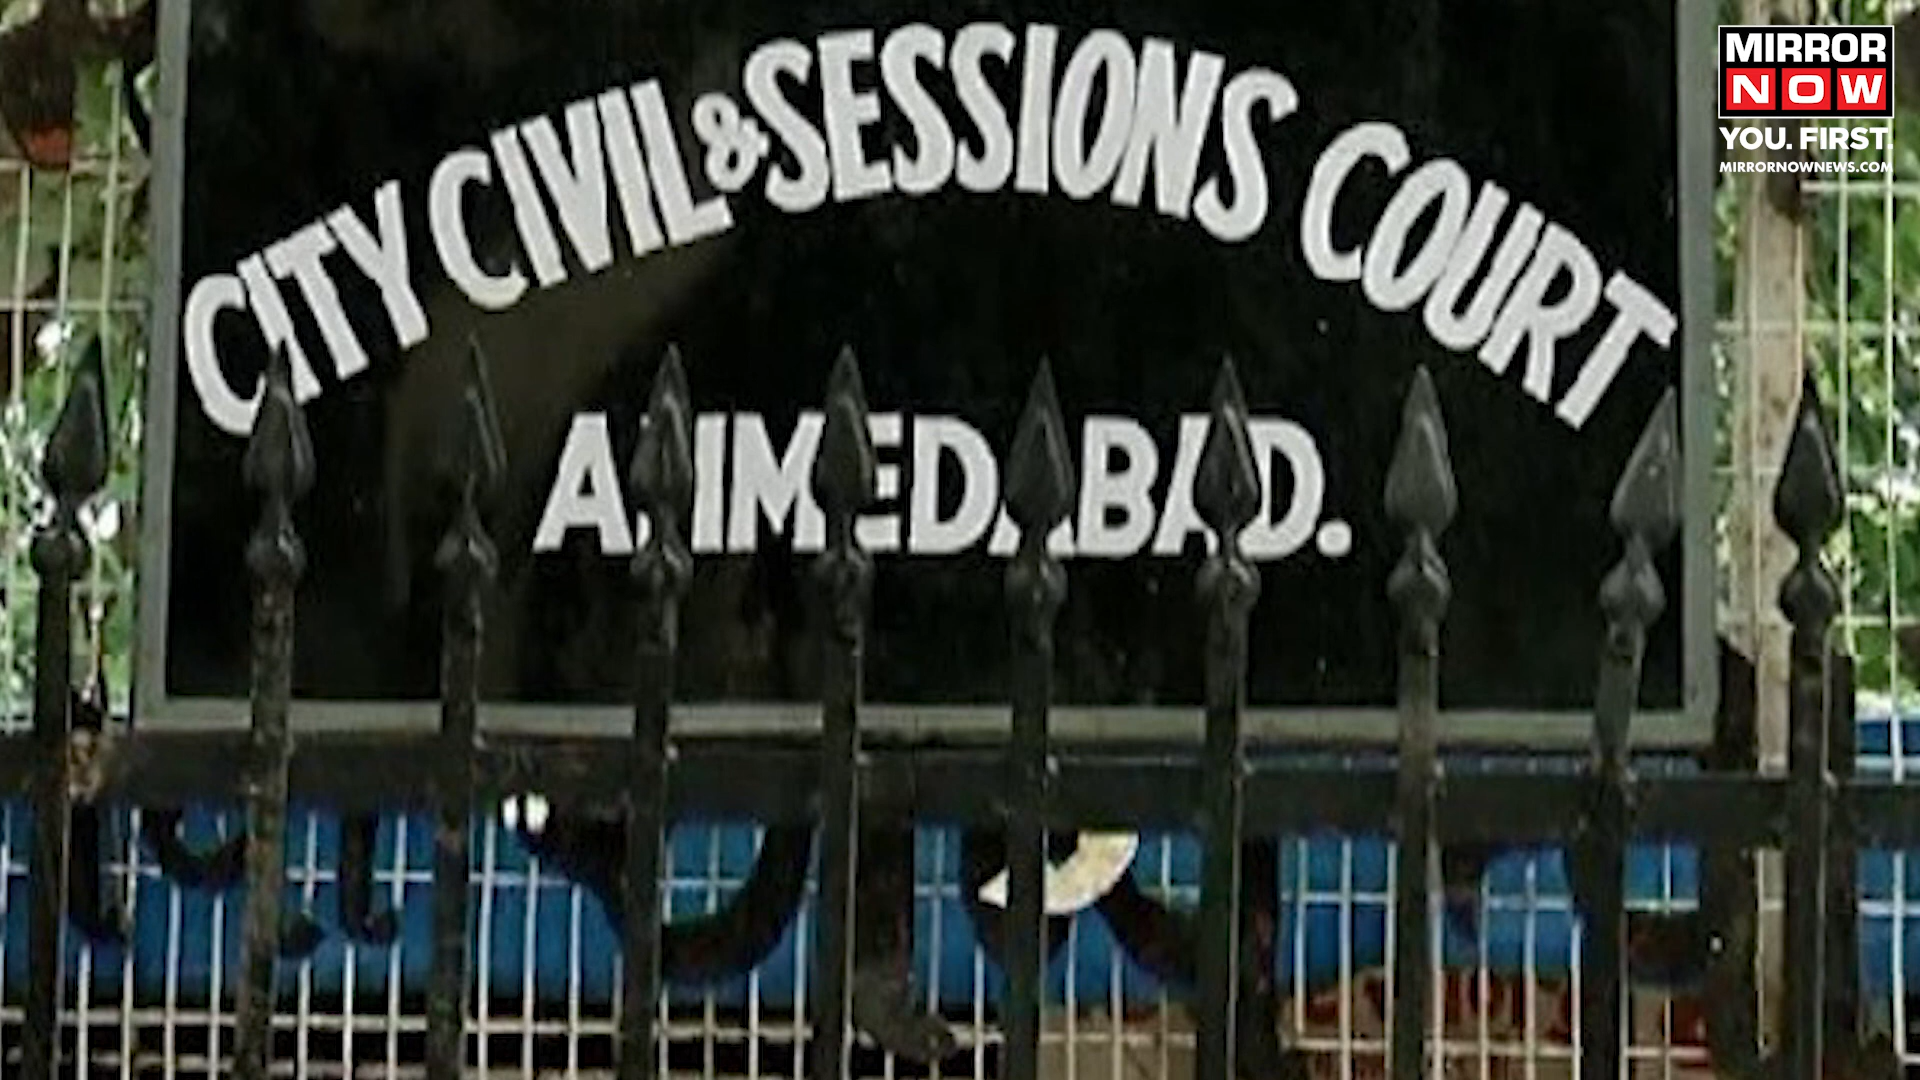 MIRROR
NOW
YOU. FIRST.
MIRRORNOWNEWS.COM
CITY CIVIL & SESSIONS COURT
AHMEDABAD.